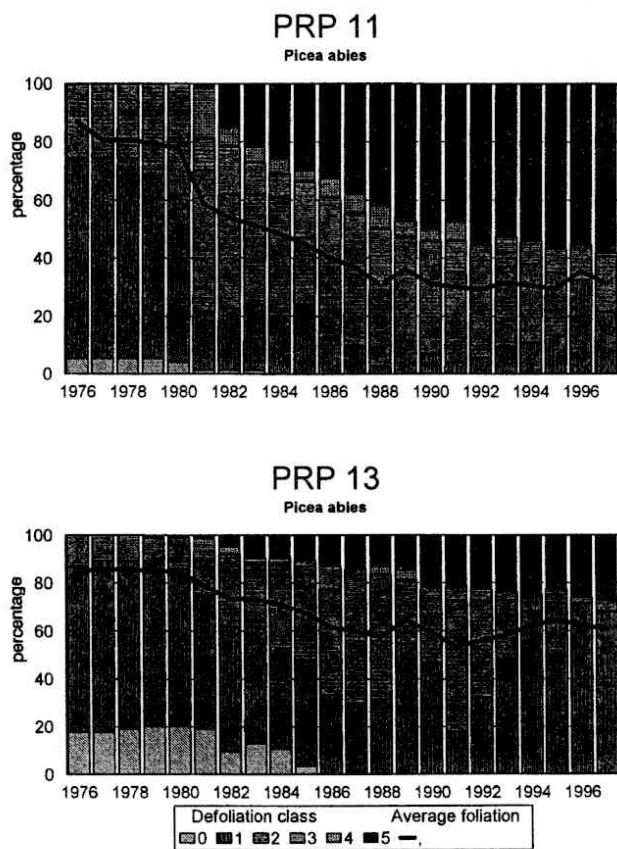 PRP 11
Picea abies
percentage
100
80
60
40
20
0
1976 1978 1980 1982 1984 1986 1988 1990 1992 1994 1996
PRP 13
Picea abies
percentage
100
80
60
40
20
0
1976 1978 1980 1982 1984 1986 1988 1990 1992 1994 1996
Defoliation class Average foliation
0 1 2 3 4 5 ,